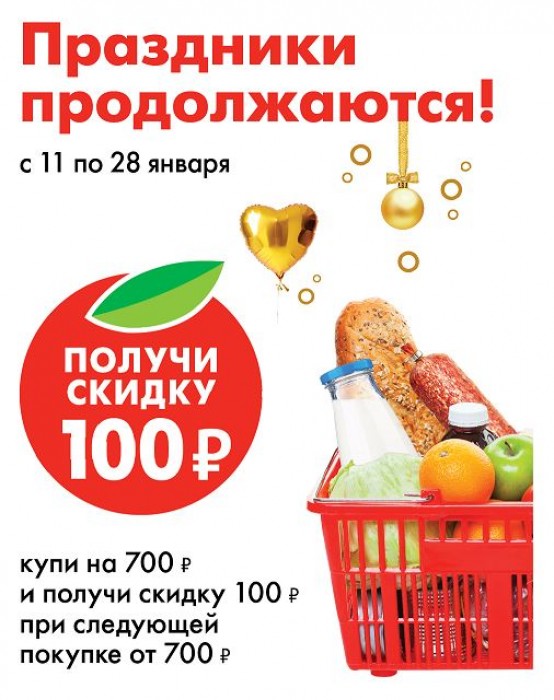 Праздники
продолжаются!
с 11 по 28 января
ПОЛУЧИ
СКИДКУ
100 ₽
купи на 700 ₽
и получи скидку 100 ₽
при следующей
покупке от 700 ₽